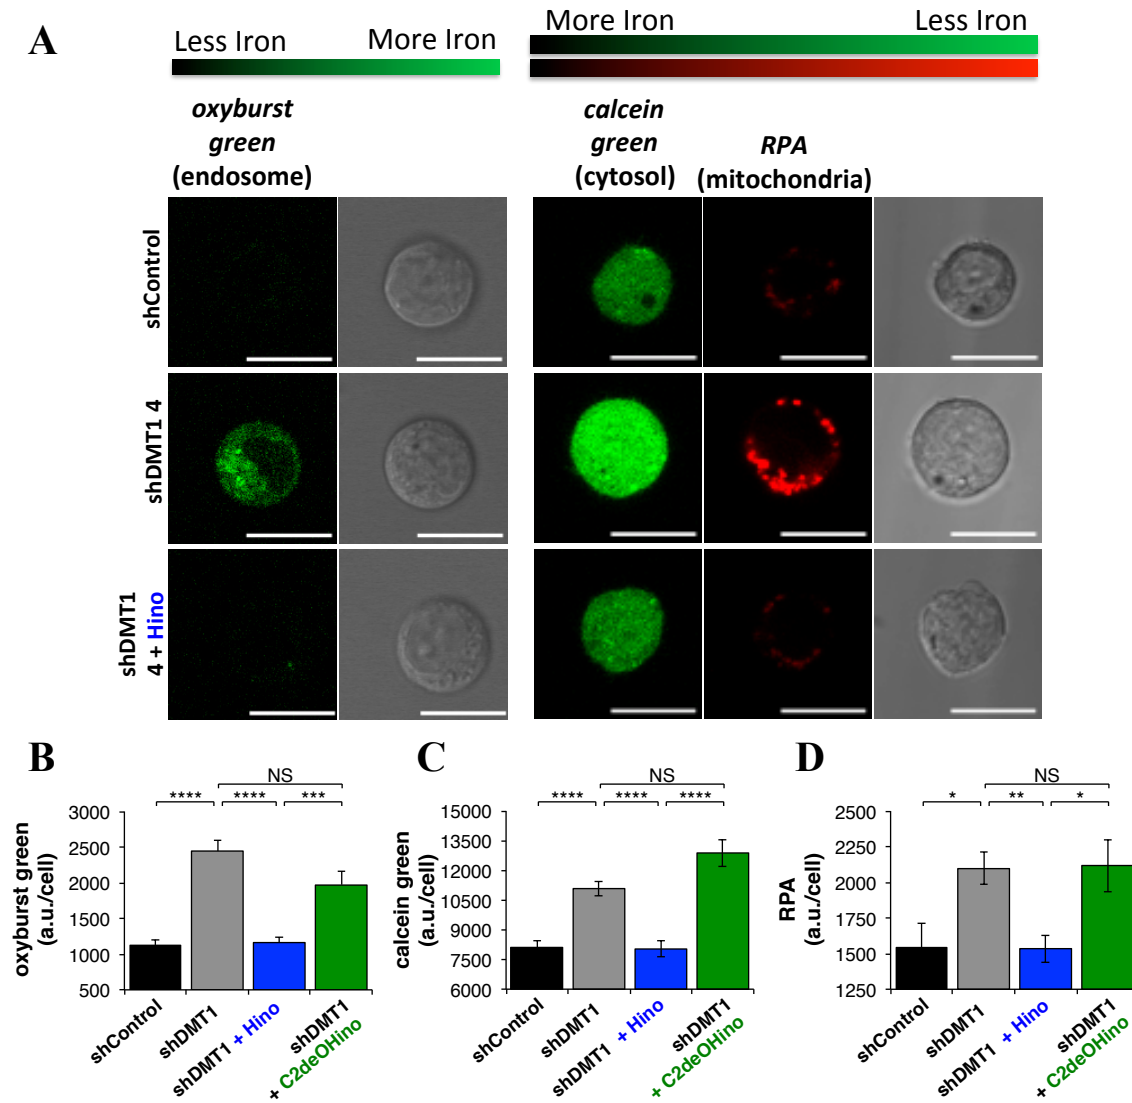 A
Less Iron
More Iron
More Iron
Less Iron
oxyburst
green
(endosome)
calcein
green
(cytosol)
RPA
(mitochondria)
shControl
shDMT1 4
shDMT1
4 + Hino
B
NS
****
****
***
3000
2500
2000
1500
1000
500
oxyburst green
(a.u./cell)
shControl
shDMT1
shDMT1 + Hino
shDMT1
+ C2deOHino
C
NS
****
****
****
15000
13500
12000
10500
9000
7500
6000
calcein green
(a.u./cell)
shControl
shDMT1
shDMT1 + Hino
shDMT1
+ C2deOHino
D
NS
*
**
*
2500
2250
2000
1750
1500
1250
RPA
(a.u./cell)
shControl
shDMT1
shDMT1 + Hino
shDMT1
+ C2deOHino